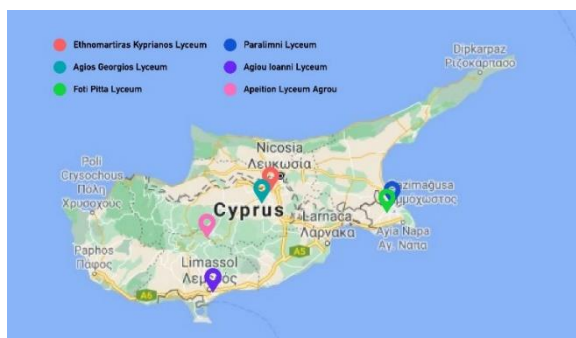 Ethnomartiras Kyprianos Lyceum
Agios Georgios Lyceum
Foti Pitta Lyceum
Paralimni Lyceum
Agiou Ioanni Lyceum
Apeition Lyceum Agrou
Dipkarpaz
Ριζοκάρπασο
Nicosia
Λευκωσία
Poli
Crysochous
Πόλη
Χρυσοχούς
Cyprus
Larnaca
Λάρνακα
Ayia Napa
Αγ. Νάπα
A5
Paphos
Πάφος
Limassol
A6